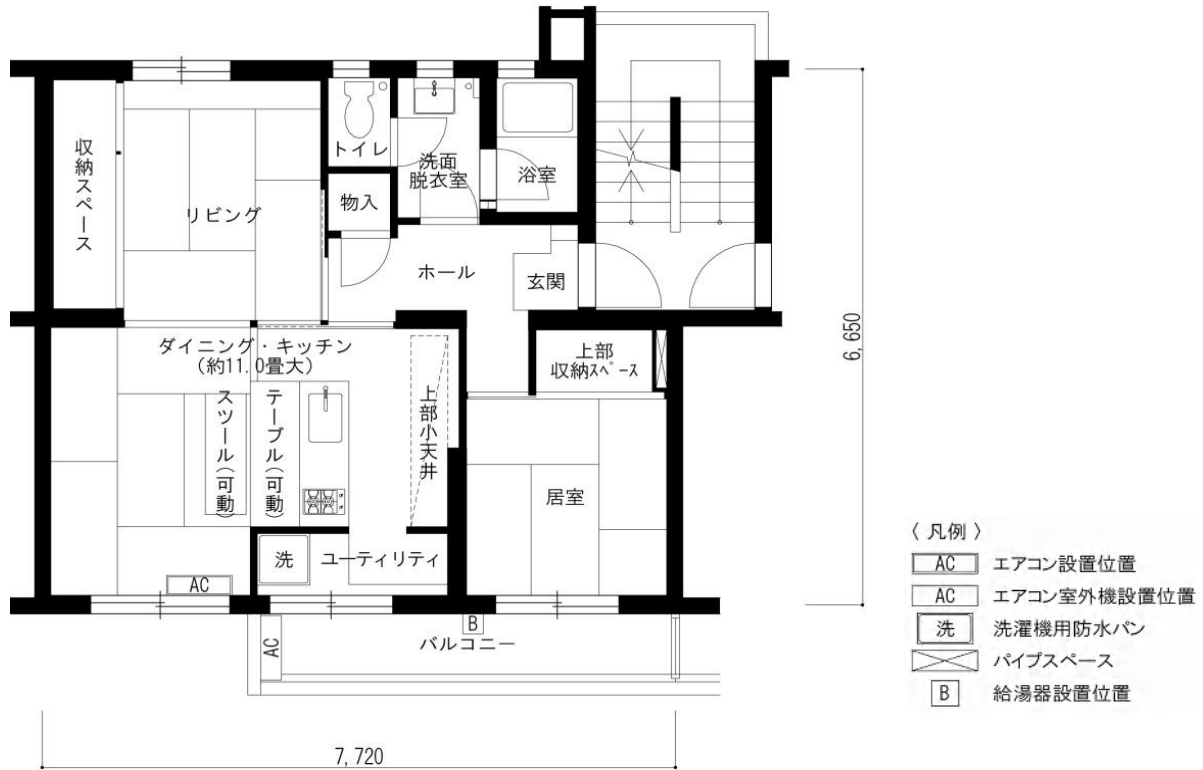 収納スペース
リビング
トイレ
物入
洗面
脱衣室
浴室
ホール
玄関
ダイニング・キッチン
(約11.0畳大)
スツール(可動)
テーブル(可動)
上部小天井
上部
収納ｽﾍﾟｰｽ
居室
洗
ユーティリティ
AC
AC
B
バルコニー
6,650
7,720
〈 凡例 〉
AC エアコン設置位置
AC エアコン室外機設置位置
洗 洗濯機用防水パン
パイプスペース
B 給湯器設置位置